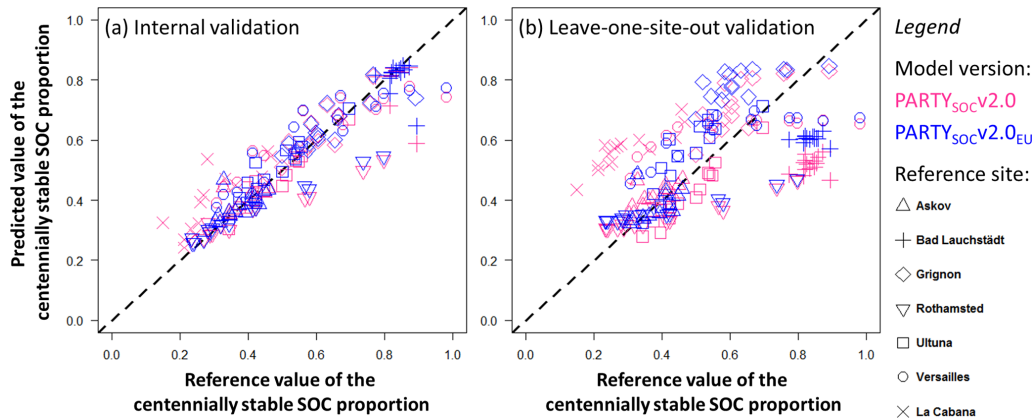 (a) Internal validation
(b) Leave-one-site-out validation
Predicted value of the
centennially stable SOC proportion
1.0
0.8
0.6
0.4
0.2
0.0
0.0 0.2 0.4 0.6 0.8 1.0
Reference value of the
centennially stable SOC proportion
1.0
0.8
0.6
0.4
0.2
0.0
0.0 0.2 0.4 0.6 0.8 1.0
Reference value of the
centennially stable SOC proportion
Legend
Model version:
PARTYSOCv2.0
PARTYSOCv2.0EU
Reference site:
Askov
Bad Lauchstädt
Grignon
Rothamsted
Ultuna
Versailles
La Cabana